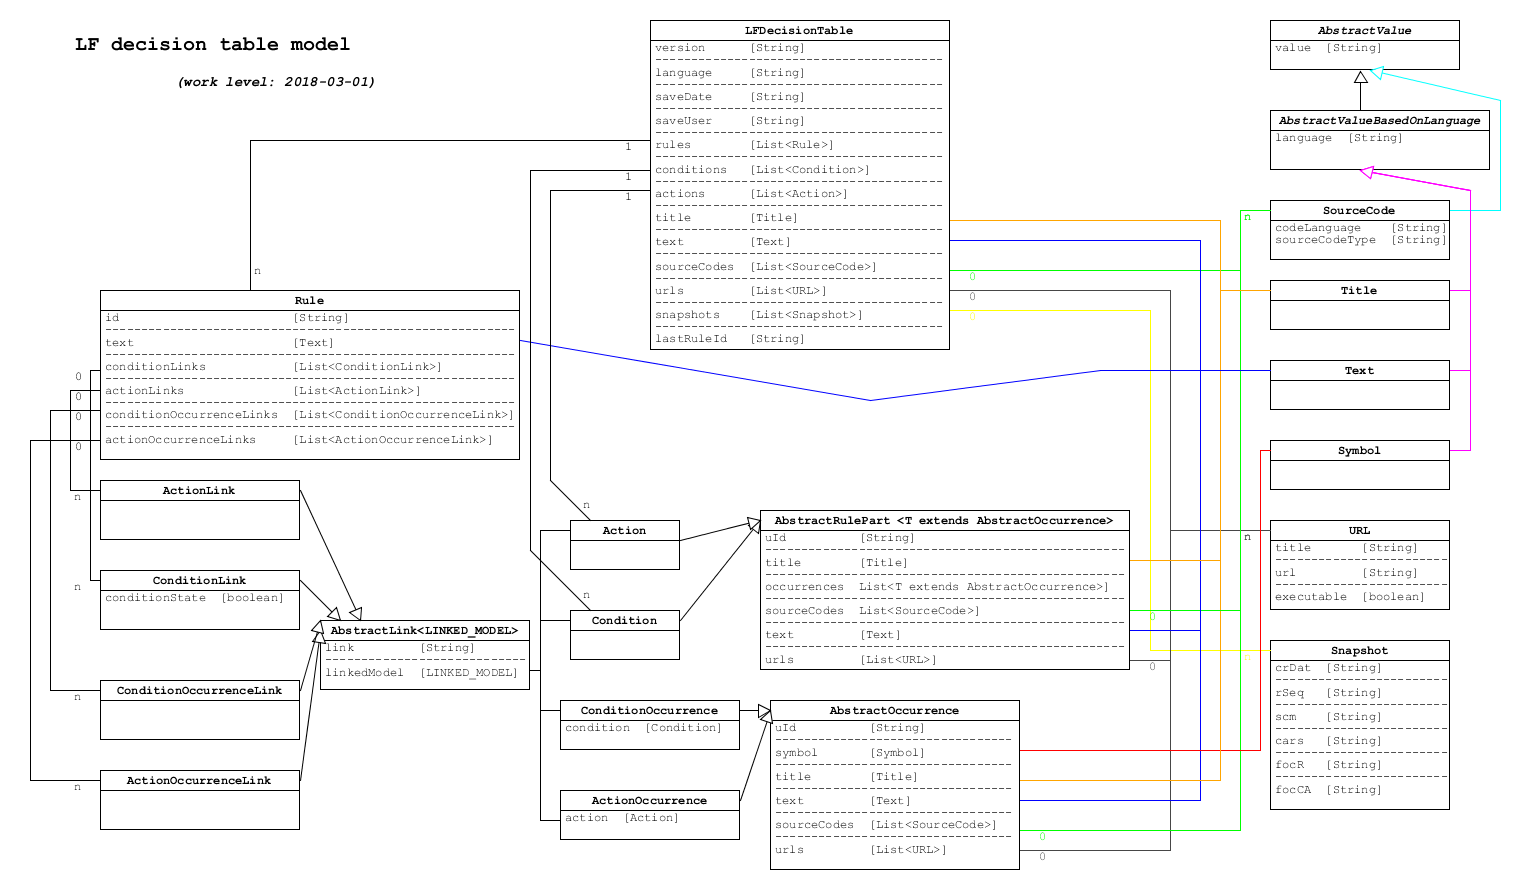 LF decision table model
(work level: 2018-03-01)
LFDecisionTable
version [String]
language [String]
saveDate [String]
saveUser [String]
rules [List<Rule>]
conditions [List<Condition>]
actions [List<Action>]
title [Title]
text [Text]
sourceCodes [List<SourceCode>]
urls [List<URL>]
snapshots [List<Snapshot>]
lastRuleId [String]
1
1
1
n
0
0
0
AbstractValue
value [String]
AbstractValueBasedOnLanguage
language [String]
SourceCode
codeLanguage [String]
sourceCodeType [String]
n
Title
Text
Symbol
URL
title [String]
url [String]
executable [boolean]
n
Snapshot
crDat [String]
rSeq [String]
scm [String]
cars [String]
focR [String]
focCA [String]
Rule
id [String]
text [Text]
conditionLinks [List<ConditionLink>]
actionLinks [List<ActionLink>]
conditionOccurrenceLinks [List<ConditionOccurrenceLink>]
actionOccurrenceLinks [List<ActionOccurrenceLink>]
0
0
0
0
ActionLink
n
ConditionLink
conditionState [boolean]
n
ConditionOccurrenceLink
n
ActionOccurrenceLink
n
AbstractLink<LINKED_MODEL>
link [String]
linkedModel [LINKED_MODEL]
n
Action
n
Condition
ConditionOccurrence
condition [Condition]
ActionOccurrence
action [Action]
AbstractRulePart <T extends AbstractOccurrence>
uId [String]
title [Title]
occurrences List<T extends AbstractOccurrence>]
sourceCodes List<SourceCode>]
text [Text]
urls [List<URL>]
0
0
AbstractOccurrence
uId [String]
symbol [Symbol]
title [Title]
text [Text]
sourceCodes [List<SourceCode>]
urls [List<URL>]
0
0